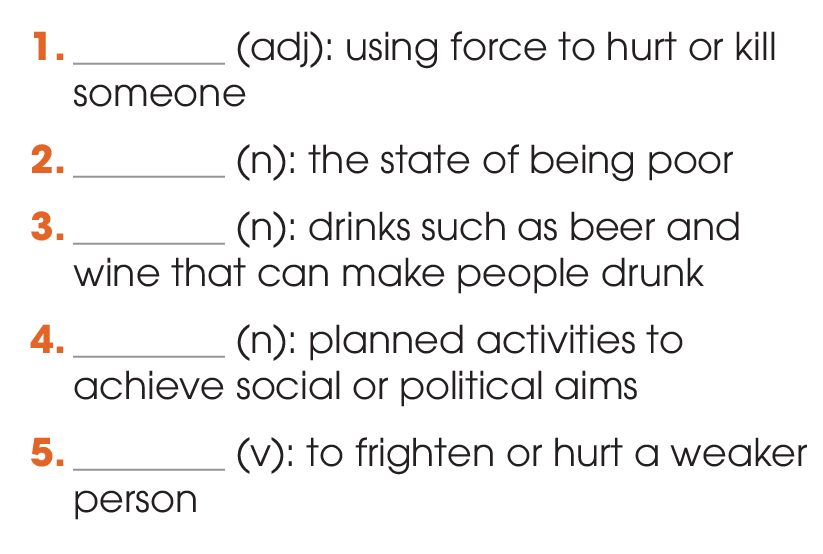 1. ________ (adj): using force to hurt or kill
someone
2. ________ (n): the state of being poor
3. ________ (n): drinks such as beer and
wine that can make people drunk
4. ________ (n): planned activities to
achieve social or political aims
5. ________ (v): to frighten or hurt a weaker
person